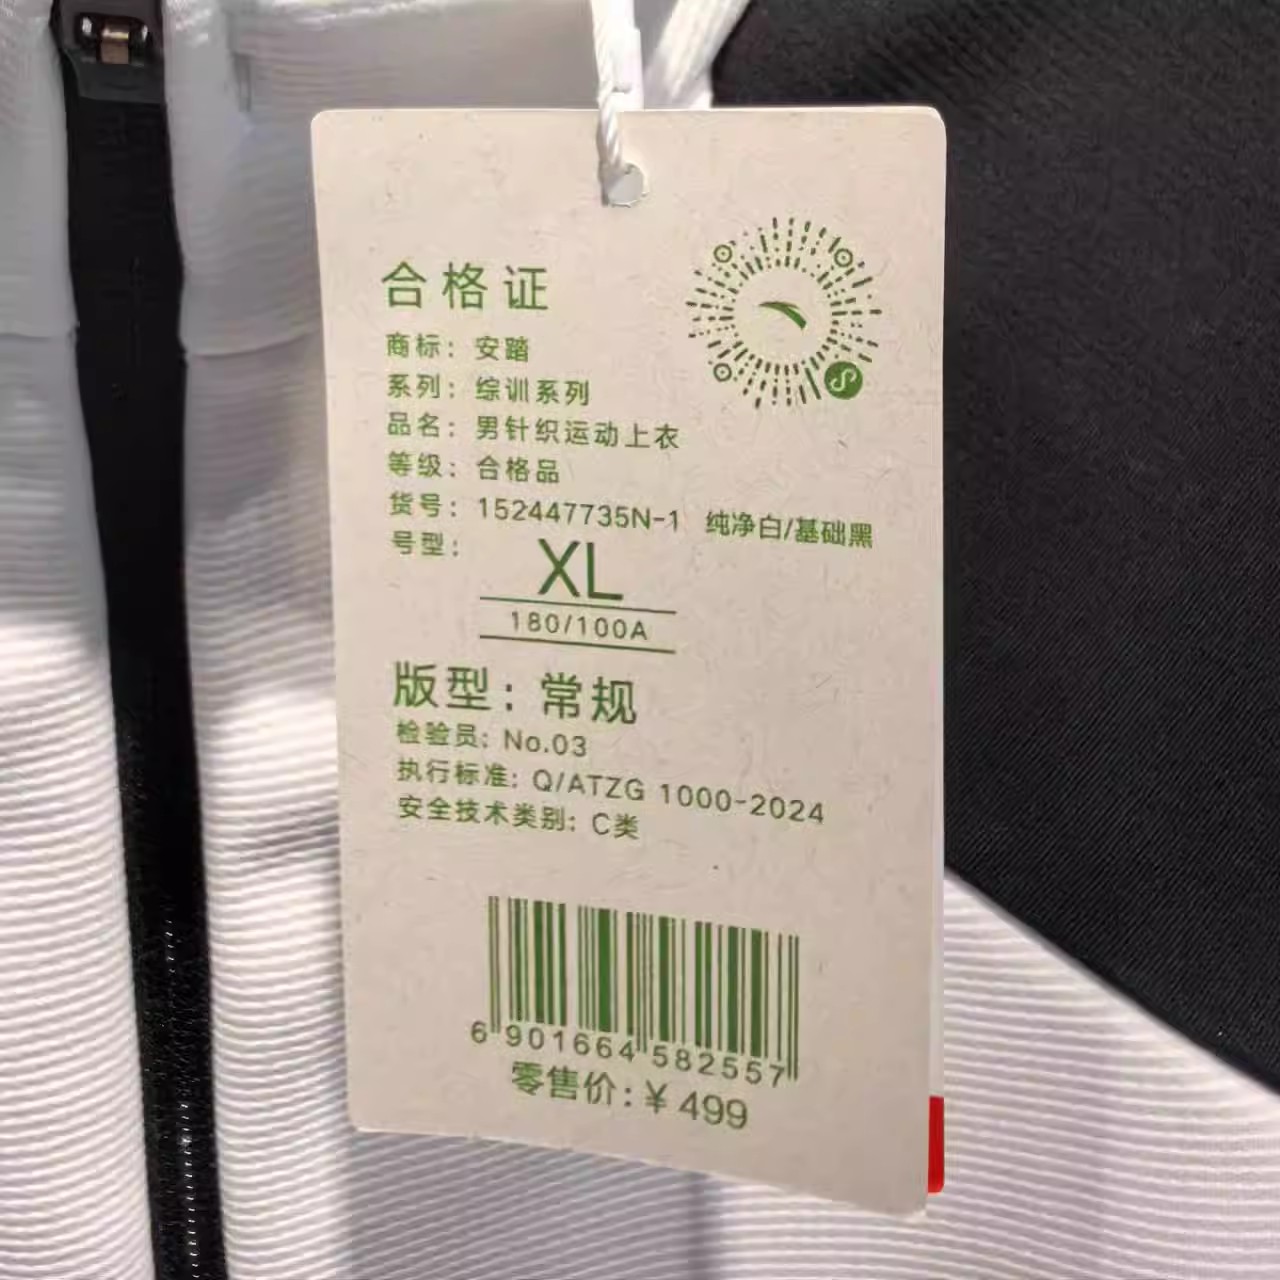 合格证
商标：安踏
系列：综训系列
品名：男针织运动上衣
等级：合格品
货号：152447735N-1 纯净白/基础黑
号型：XL
180/100A
版型：常规
检验员：No.03
执行标准：Q/ATZG 1000-2024
安全技术类别：C类
6 901664 582557
零售价：¥ 499